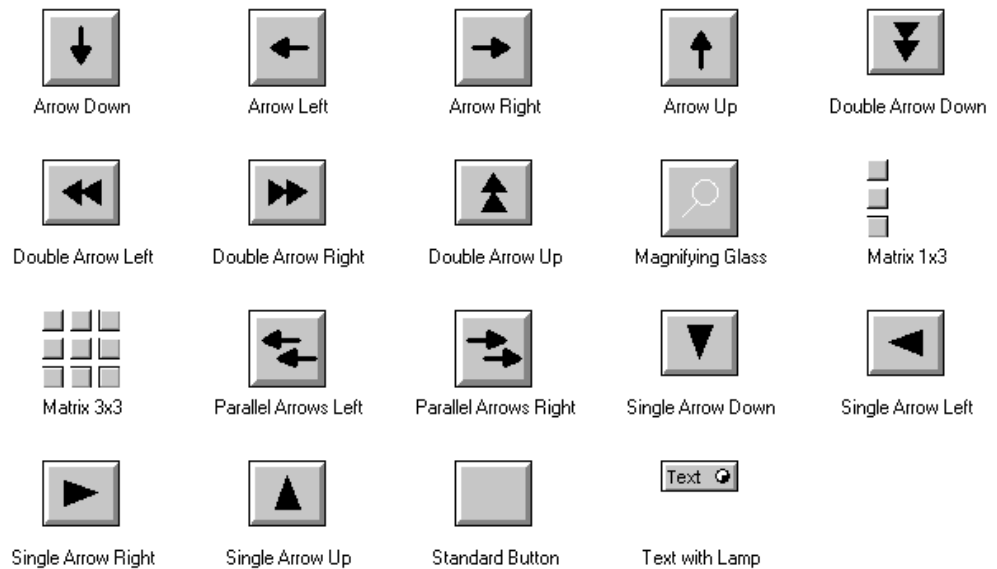 Arrow Down
Arrow Left
Arrow Right
Arrow Up
Double Arrow Down
Double Arrow Left
Double Arrow Right
Double Arrow Up
Magnifying Glass
Matrix 1x3
Matrix 3x3
Parallel Arrows Left
Parallel Arrows Right
Single Arrow Down
Single Arrow Left
Text
Single Arrow Right
Single Arrow Up
Standard Button
Text with Lamp